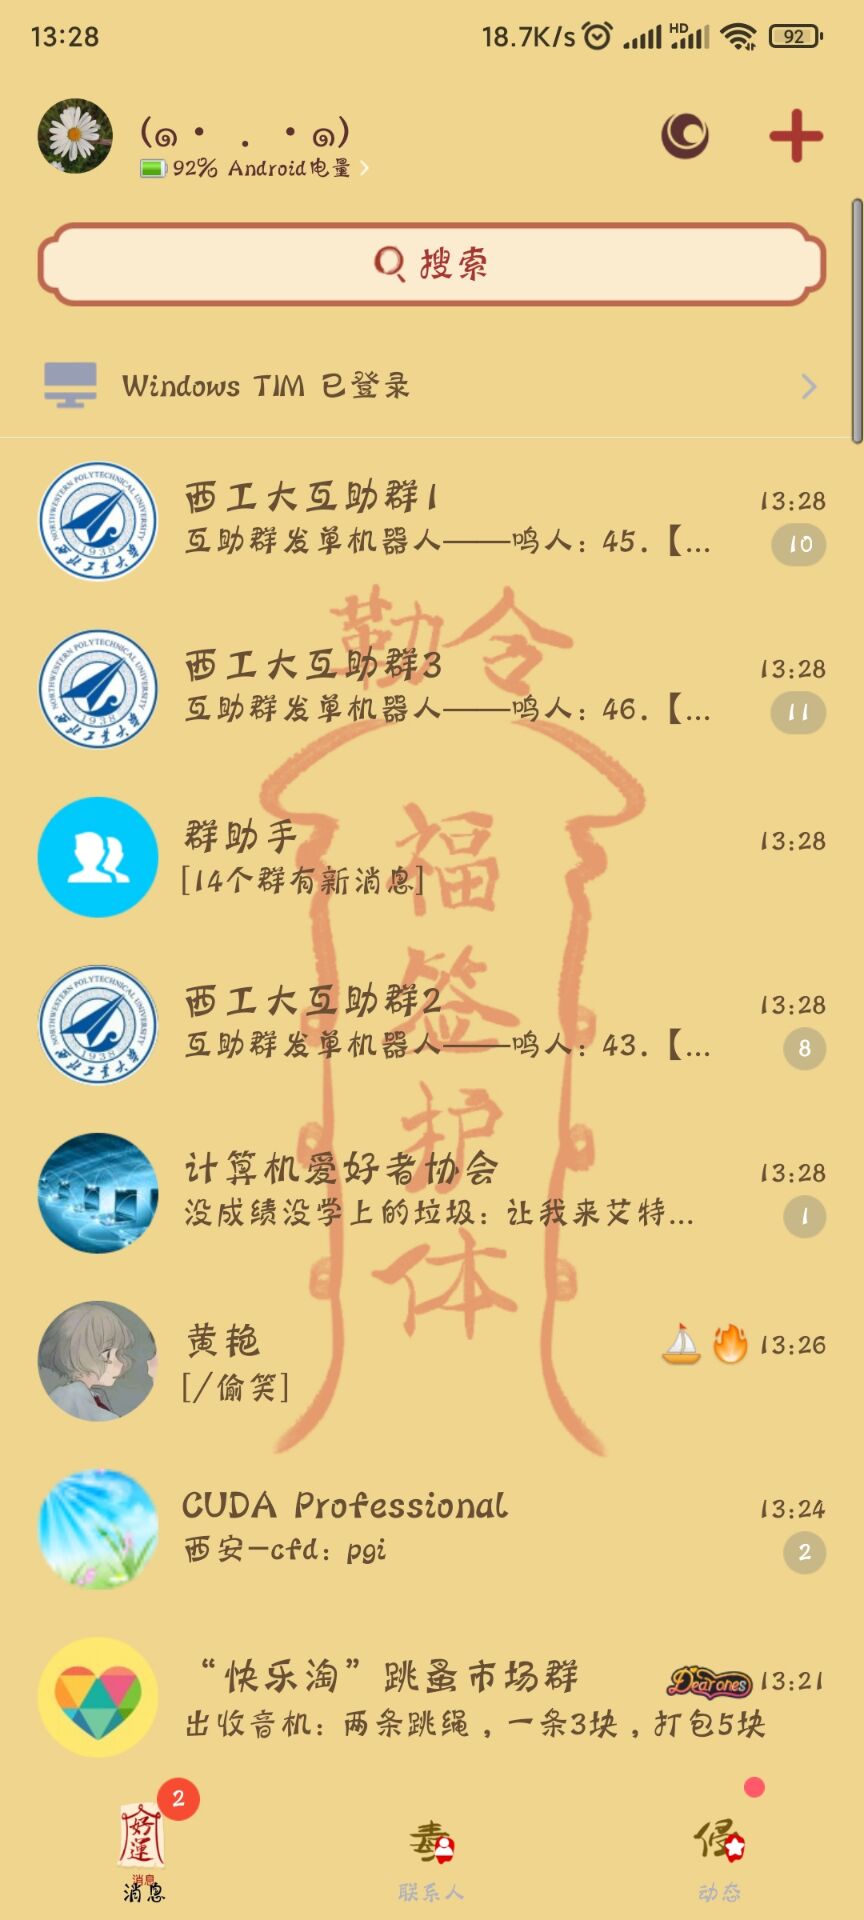 13:28
18.7K/s HD 92
(๑• . •๑)
92% Android电量
搜索
Windows TIM 已登录
西工大互助群1
13:28
互助群发单机器人——鸣人：45.【...
10
勒令
西工大互助群3
13:28
互助群发单机器人——鸣人：46.【...
11
群助手
13:28
[14个群有新消息]
福签护体
西工大互助群2
13:28
互助群发单机器人——鸣人：43.【...
8
计算机爱好者协会
13:28
没成绩没学上的垃圾：让我来艾特...
1
黄艳
13:26
[/偷笑]
CUDA Professional
13:24
西安-cfd：pgi
2
“快乐淘”跳蚤市场群
Dear ones
13:21
出收音机：两条跳绳，一条3块，打包5块
2
好運
毒
侵
消息
消息
联系人
动态